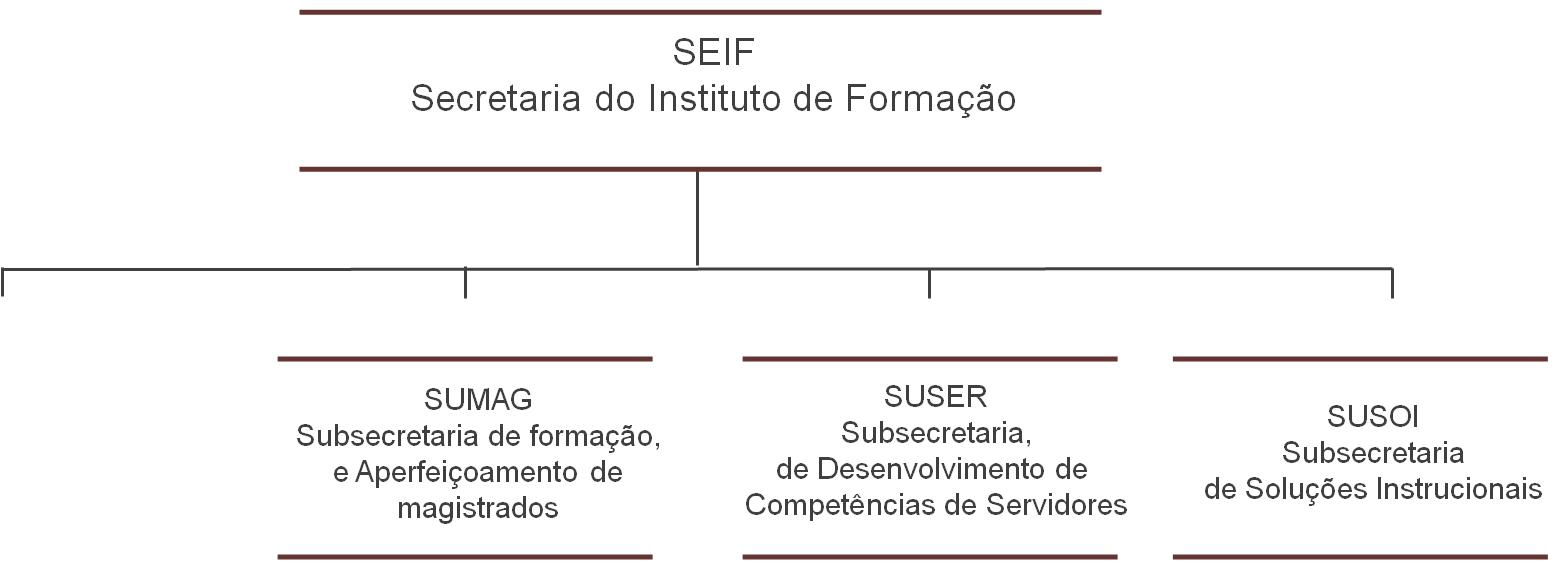 SEIF
Secretaria do Instituto de Formação
SUMAG
Subsecretaria de formação,
e Aperfeiçoamento de
magistrados
SUSER
Subsecretaria,
de Desenvolvimento de
Competências de Servidores
SUSOI
Subsecretaria
de Soluções Instrucionais